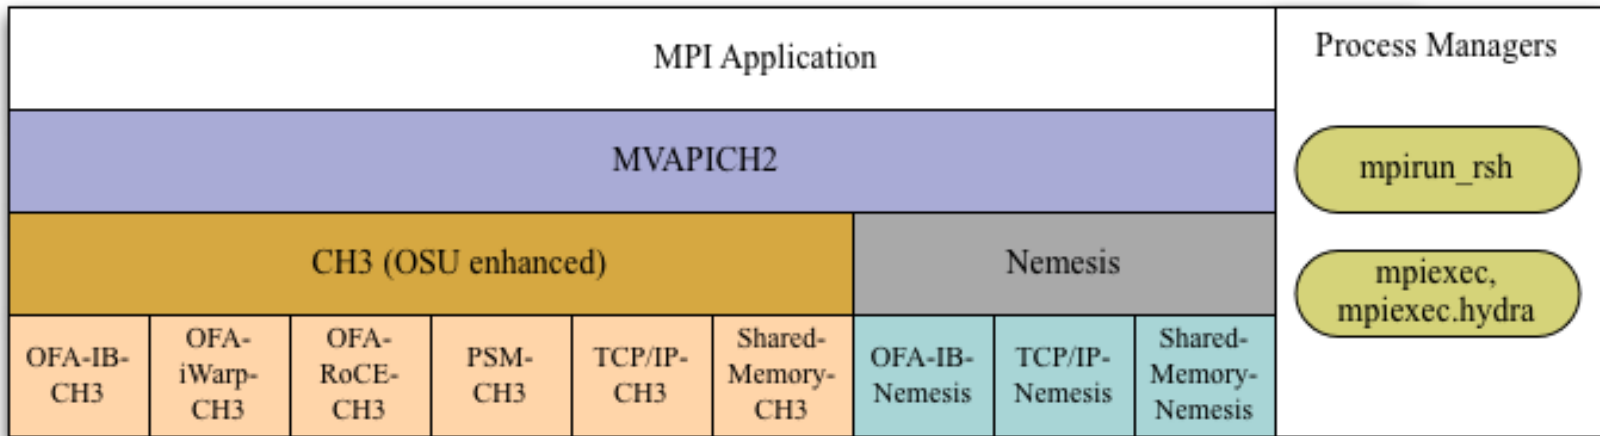 MPI Application
MVAPICH2
CH3 (OSU enhanced)
Nemesis
OFA-IB-
CH3
OFA-
iWarp-
CH3
OFA-
RoCE-
CH3
PSM-
CH3
TCP/IP-
CH3
Shared-
Memory-
CH3
OFA-IB-
Nemesis
TCP/IP-
Nemesis
Shared-
Memory-
Nemesis
Process Managers
mpirun_rsh
mpiexec,
mpiexec.hydra